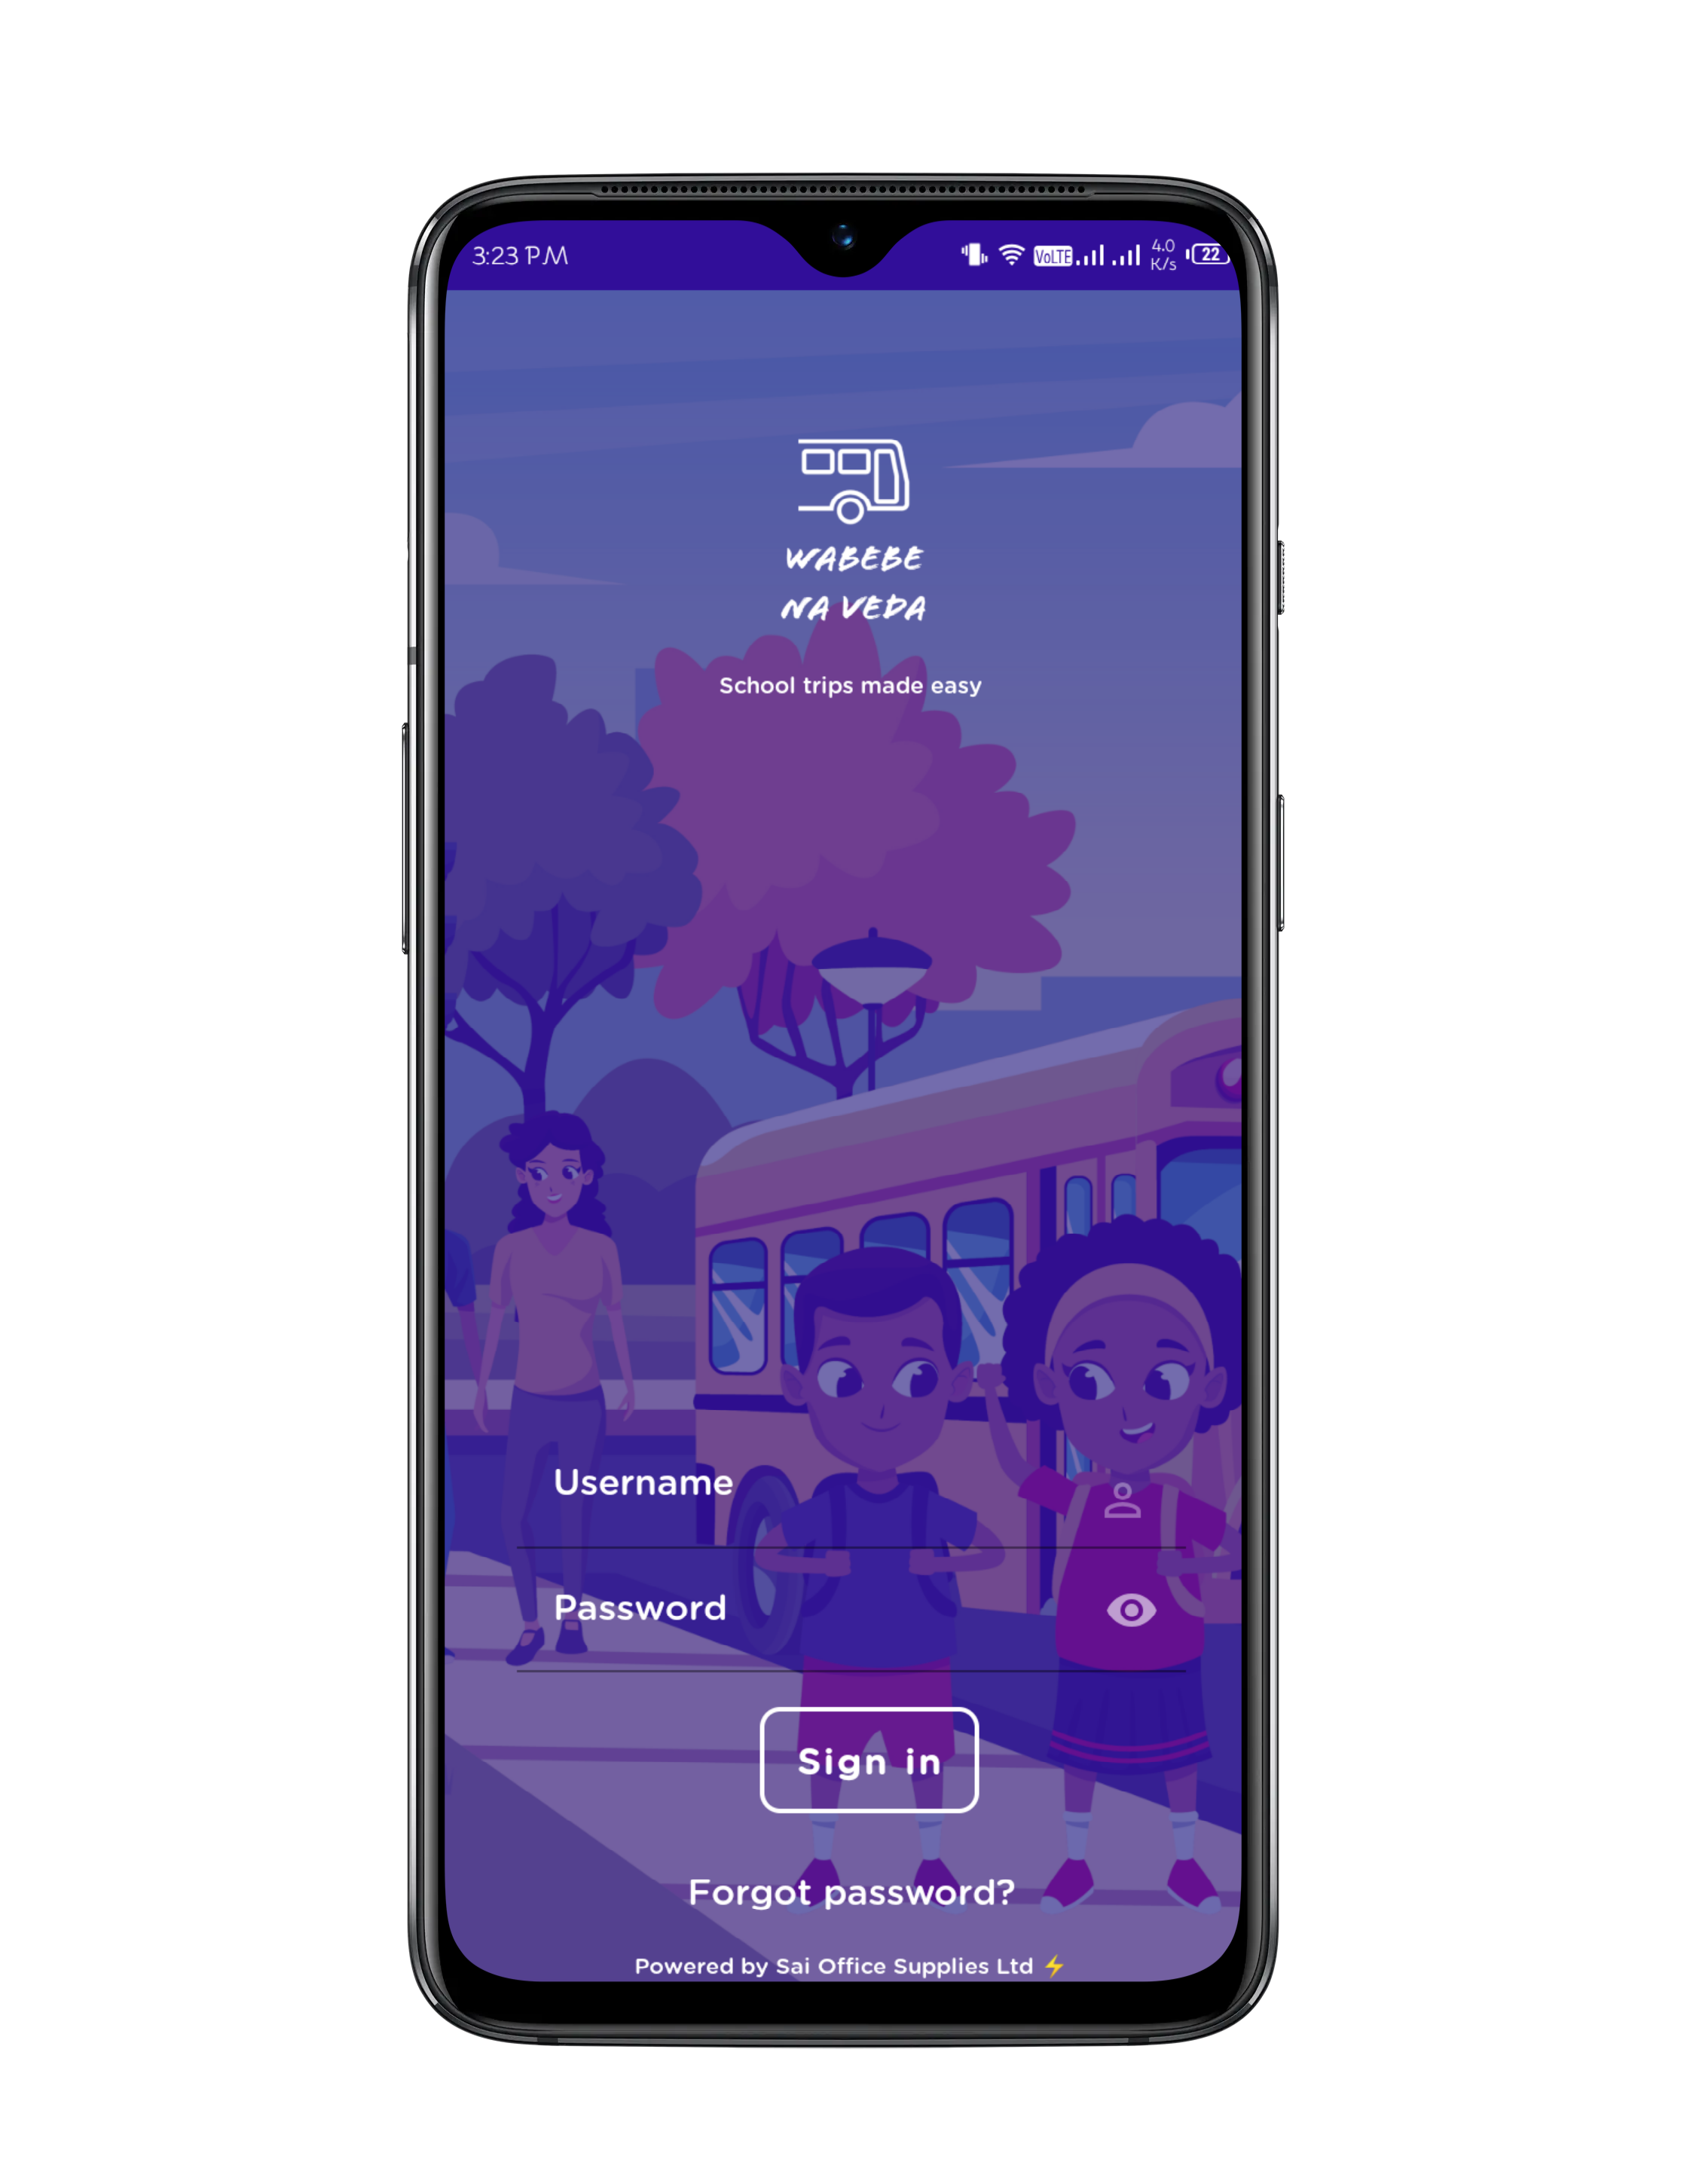 3:23 PM
VoLTE
4.0
K/s
22
WABEBE
NA VEDA
School trips made easy
Username
Password
Sign in
Forgot password?
Powered by Sai Office Supplies Ltd ⚡